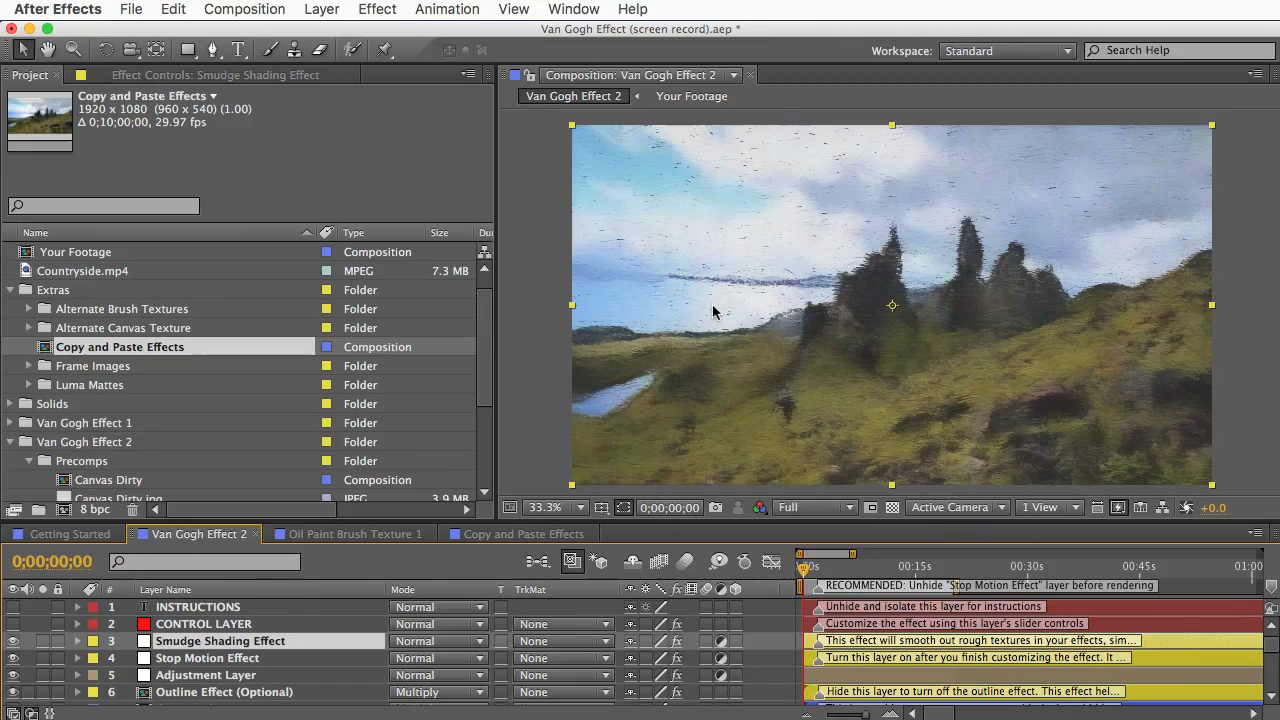 After Effects File Edit Composition Layer Effect Animation View Window Help
Van Gogh Effect (screen record).aep *
Workspace: Standard Search Help
Project Effect Controls: Smudge Shading Effect
Composition: Van Gogh Effect 2
Copy and Paste Effects
1920 x 1080 (960 x 540) (1.00)
Δ 0;10;00;00, 29.97 fps
Van Gogh Effect 2 Your Footage
Name Type Size Du
Your Footage Composition
Countryside.mp4 MPEG 7.3 MB
Extras Folder
Alternate Brush Textures Folder
Alternate Canvas Texture Folder
Copy and Paste Effects Composition
Frame Images Folder
Luma Mattes Folder
Solids Folder
Van Gogh Effect 1 Folder
Van Gogh Effect 2 Folder
Precomps Folder
Canvas Dirty Composition
Canvas Dirty.jpg JPEG 3.9 MB
8 bpc
33.3% 0;00;00;00 Full Active Camera 1 View +0.0
Getting Started Van Gogh Effect 2 Oil Paint Brush Texture 1 Copy and Paste Effects
0;00;00;00
00s 00:15s 00:30s 00:45s 01:00
Layer Name Mode T TrkMat
RECOMMENDED: Unhide "Stop Motion Effect" layer before rendering
1 T INSTRUCTIONS Normal Unhide and isolate this layer for instructions
2 CONTROL LAYER Normal None Customize the effect using this layer's slider controls
3 Smudge Shading Effect Normal None This effect will smooth out rough textures in your effects, sim...
4 Stop Motion Effect Normal None Turn this layer on after you finish customizing the effect. It ...
5 Adjustment Layer Normal None
6 Outline Effect (Optional) Multiply None Hide this layer to turn off the outline effect. This effect hel...